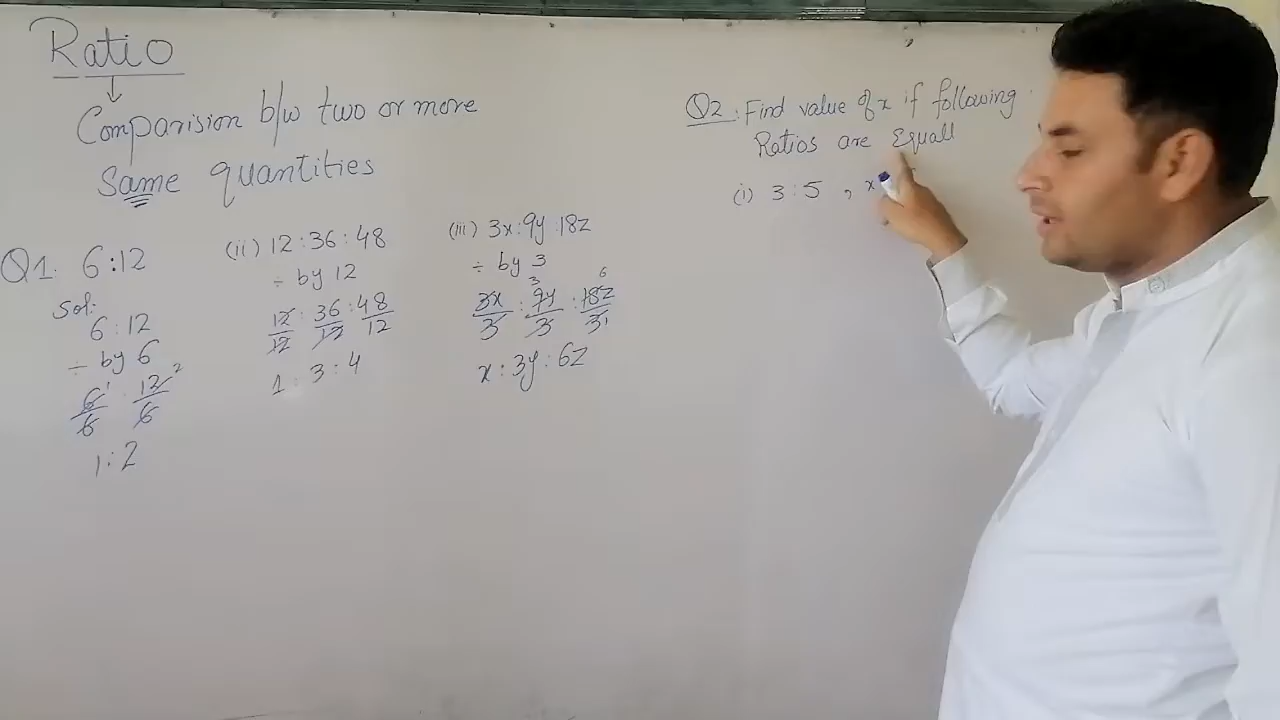 Ratio
↓
Comparision b/w two or more
Same quantities
Q1. 6:12
Sol:
6:12
÷ by 6
6/6 : 12/6
1:2
(ii) 12:36:48
÷ by 12
12/12 : 36/12 : 48/12
1:3:4
(iii) 3x:9y:18z
÷ by 3
3x/3 : 9y/3 : 18z/3
x:3y:6z
Q2: Find value of x if following
Ratios are Equall
(i) 3:5 , x